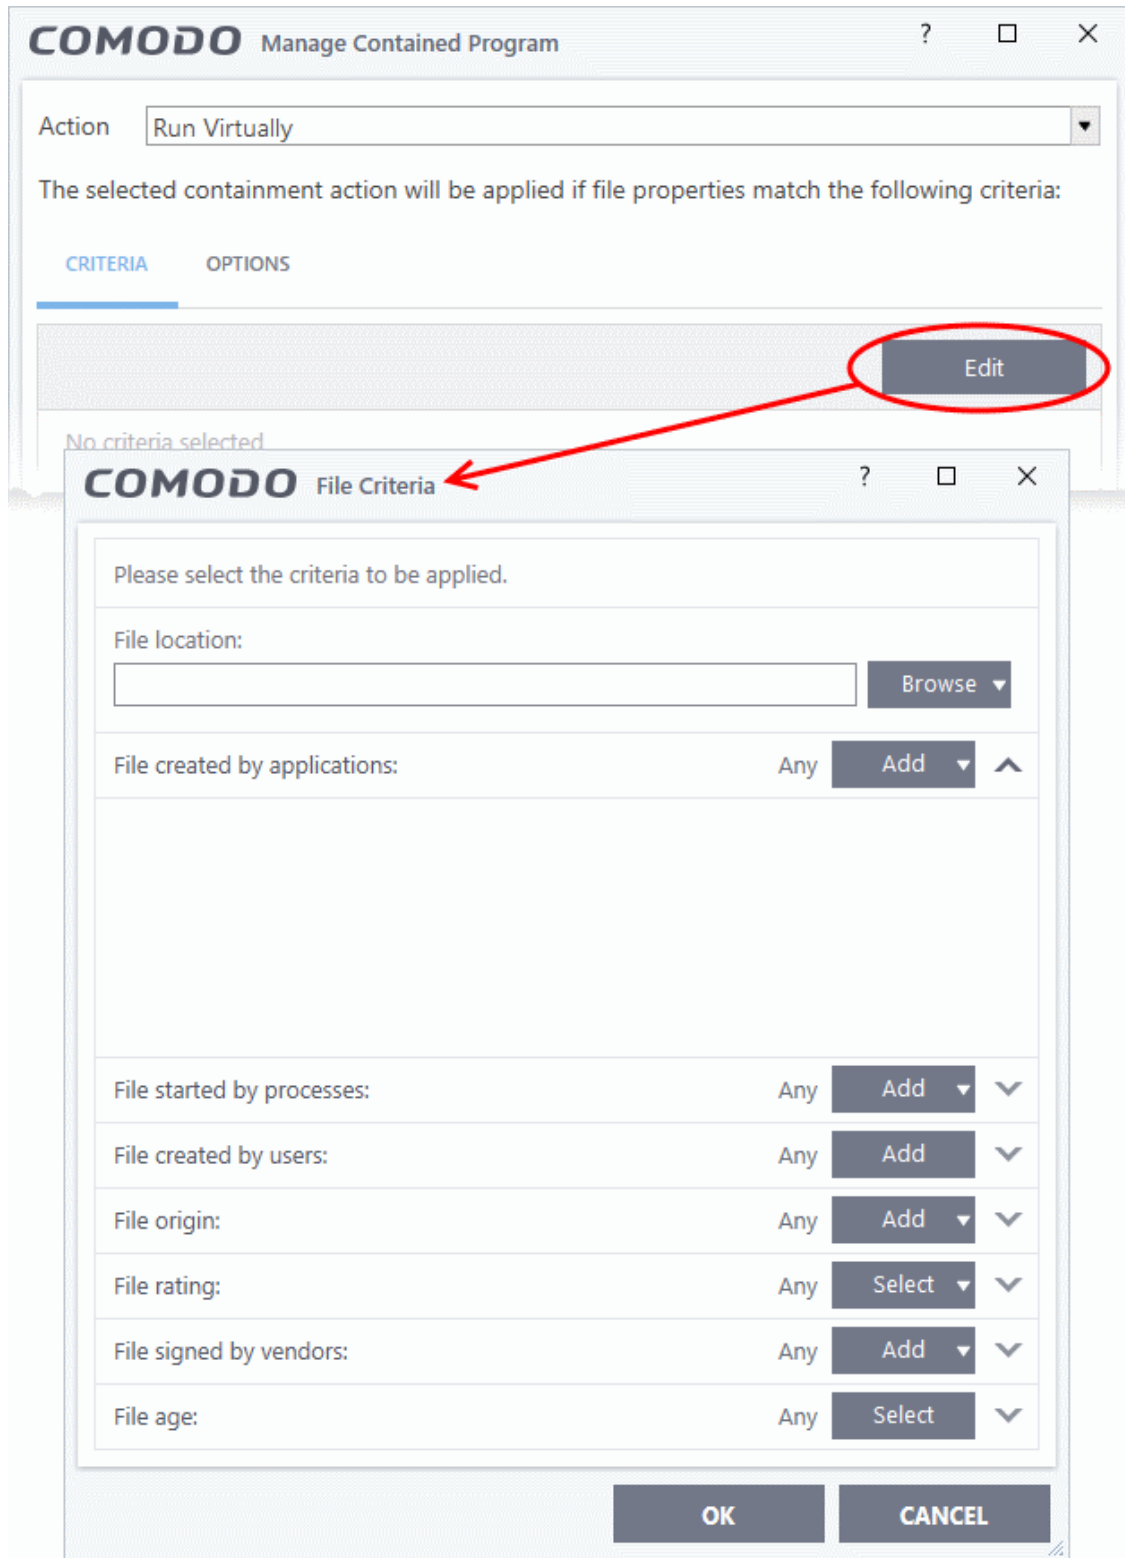 COMODO Manage Contained Program ?
Action Run Virtually
The selected containment action will be applied if file properties match the following criteria:
CRITERIA OPTIONS
Edit
No criteria selected
COMODO File Criteria ?
Please select the criteria to be applied.
File location:
Browse
File created by applications: Any Add
File started by processes: Any Add
File created by users: Any Add
File origin: Any Add
File rating: Any Select
File signed by vendors: Any Add
File age: Any Select
OK CANCEL